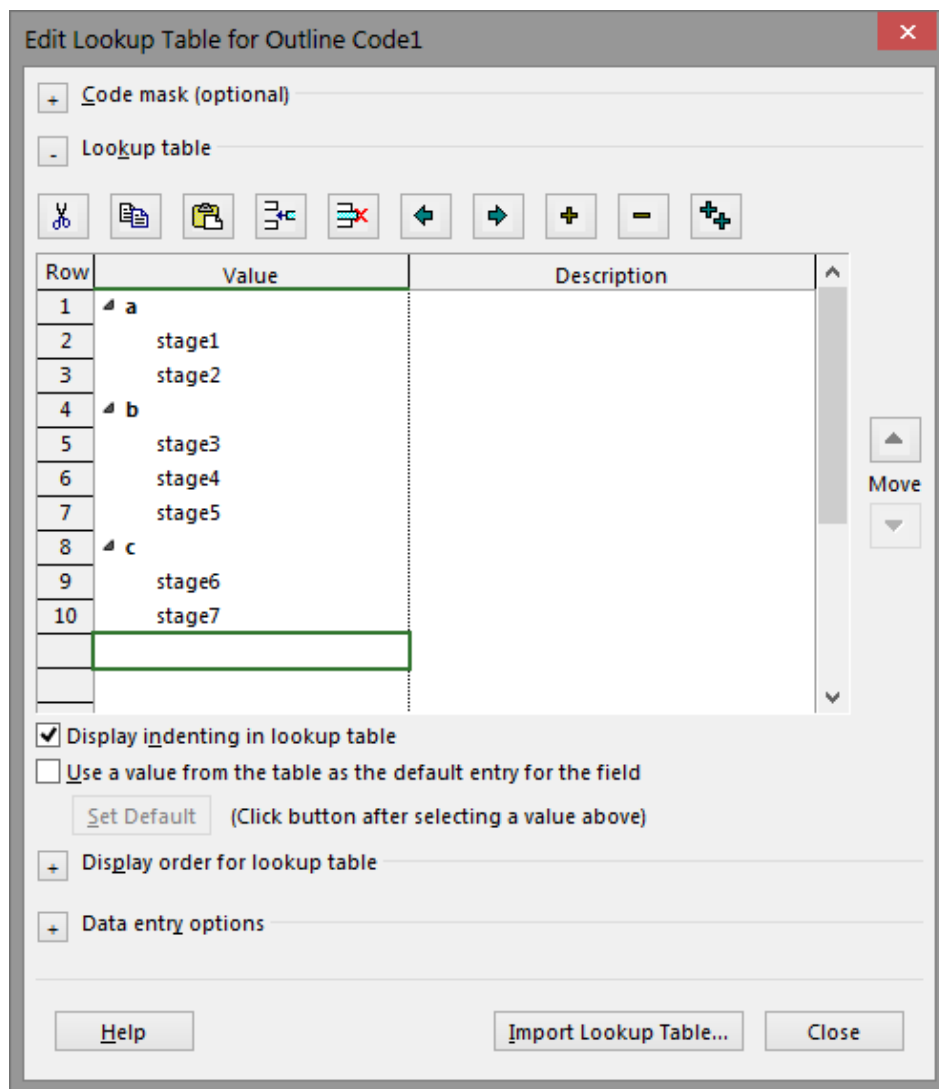 Edit Lookup Table for Outline Code1
Code mask (optional)
Lookup table
Row Value Description
1 a
2 stage1
3 stage2
4 b
5 stage3
6 stage4
7 stage5
8 c
9 stage6
10 stage7
Move
Display indenting in lookup table
Use a value from the table as the default entry for the field
Set Default (Click button after selecting a value above)
Display order for lookup table
Data entry options
Help Import Lookup Table... Close